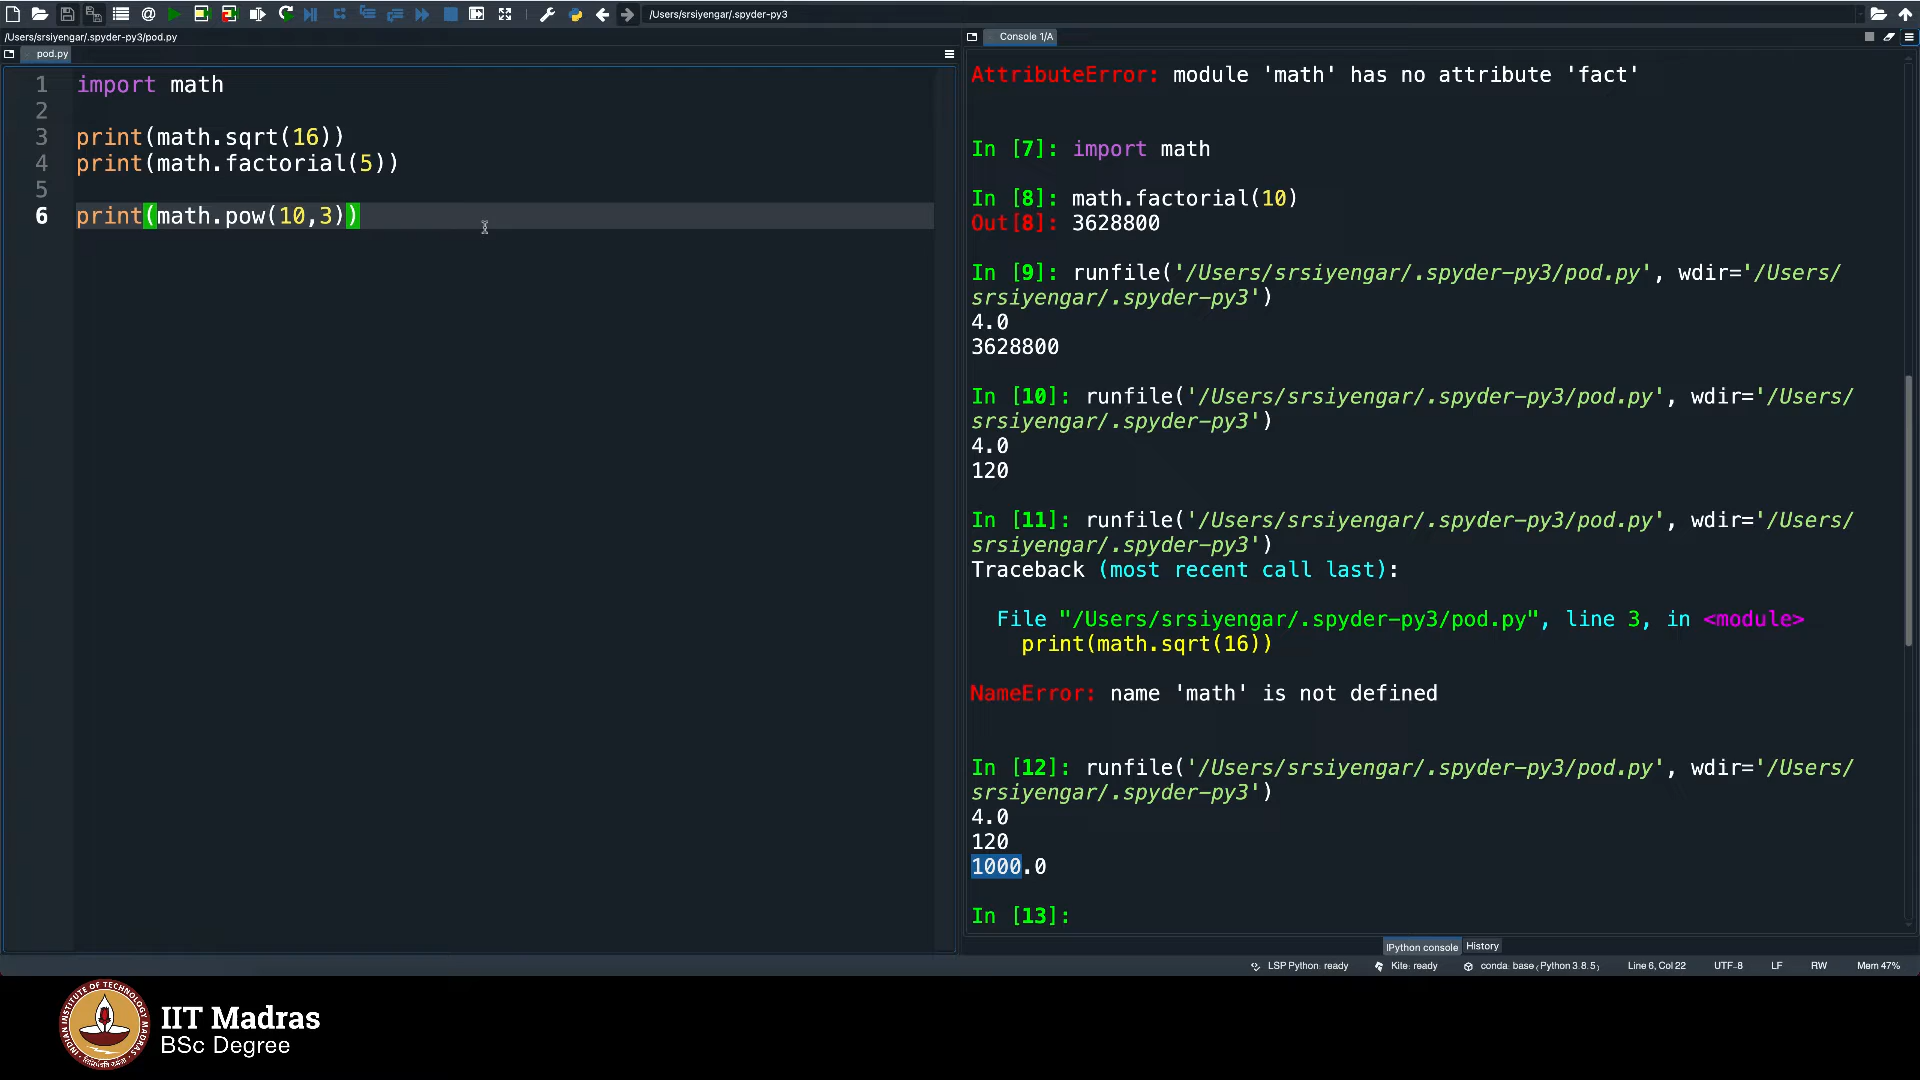 /Users/srsiyengar/.spyder-py3
/Users/srsiyengar/.spyder-py3/pod.py
pod.py
1 import math
2
3 print(math.sqrt(16))
4 print(math.factorial(5))
5
6 print(math.pow(10,3))
Console 1/A
AttributeError: module 'math' has no attribute 'fact'
In [7]: import math
In [8]: math.factorial(10)
Out[8]: 3628800
In [9]: runfile('/Users/srsiyengar/.spyder-py3/pod.py', wdir='/Users/
srsiyengar/.spyder-py3')
4.0
3628800
In [10]: runfile('/Users/srsiyengar/.spyder-py3/pod.py', wdir='/Users/
srsiyengar/.spyder-py3')
4.0
120
In [11]: runfile('/Users/srsiyengar/.spyder-py3/pod.py', wdir='/Users/
srsiyengar/.spyder-py3')
Traceback (most recent call last):
File "/Users/srsiyengar/.spyder-py3/pod.py", line 3, in <module>
print(math.sqrt(16))
NameError: name 'math' is not defined
In [12]: runfile('/Users/srsiyengar/.spyder-py3/pod.py', wdir='/Users/
srsiyengar/.spyder-py3')
4.0
120
1000.0
In [13]:
IPython console History
LSP Python: ready Kite: ready conda: base (Python 3.8.5) Line 6, Col 22 UTF-8 LF RW Mem 47%
INDIAN INSTITUTE OF TECHNOLOGY MADRAS
IIT Madras
BSc Degree